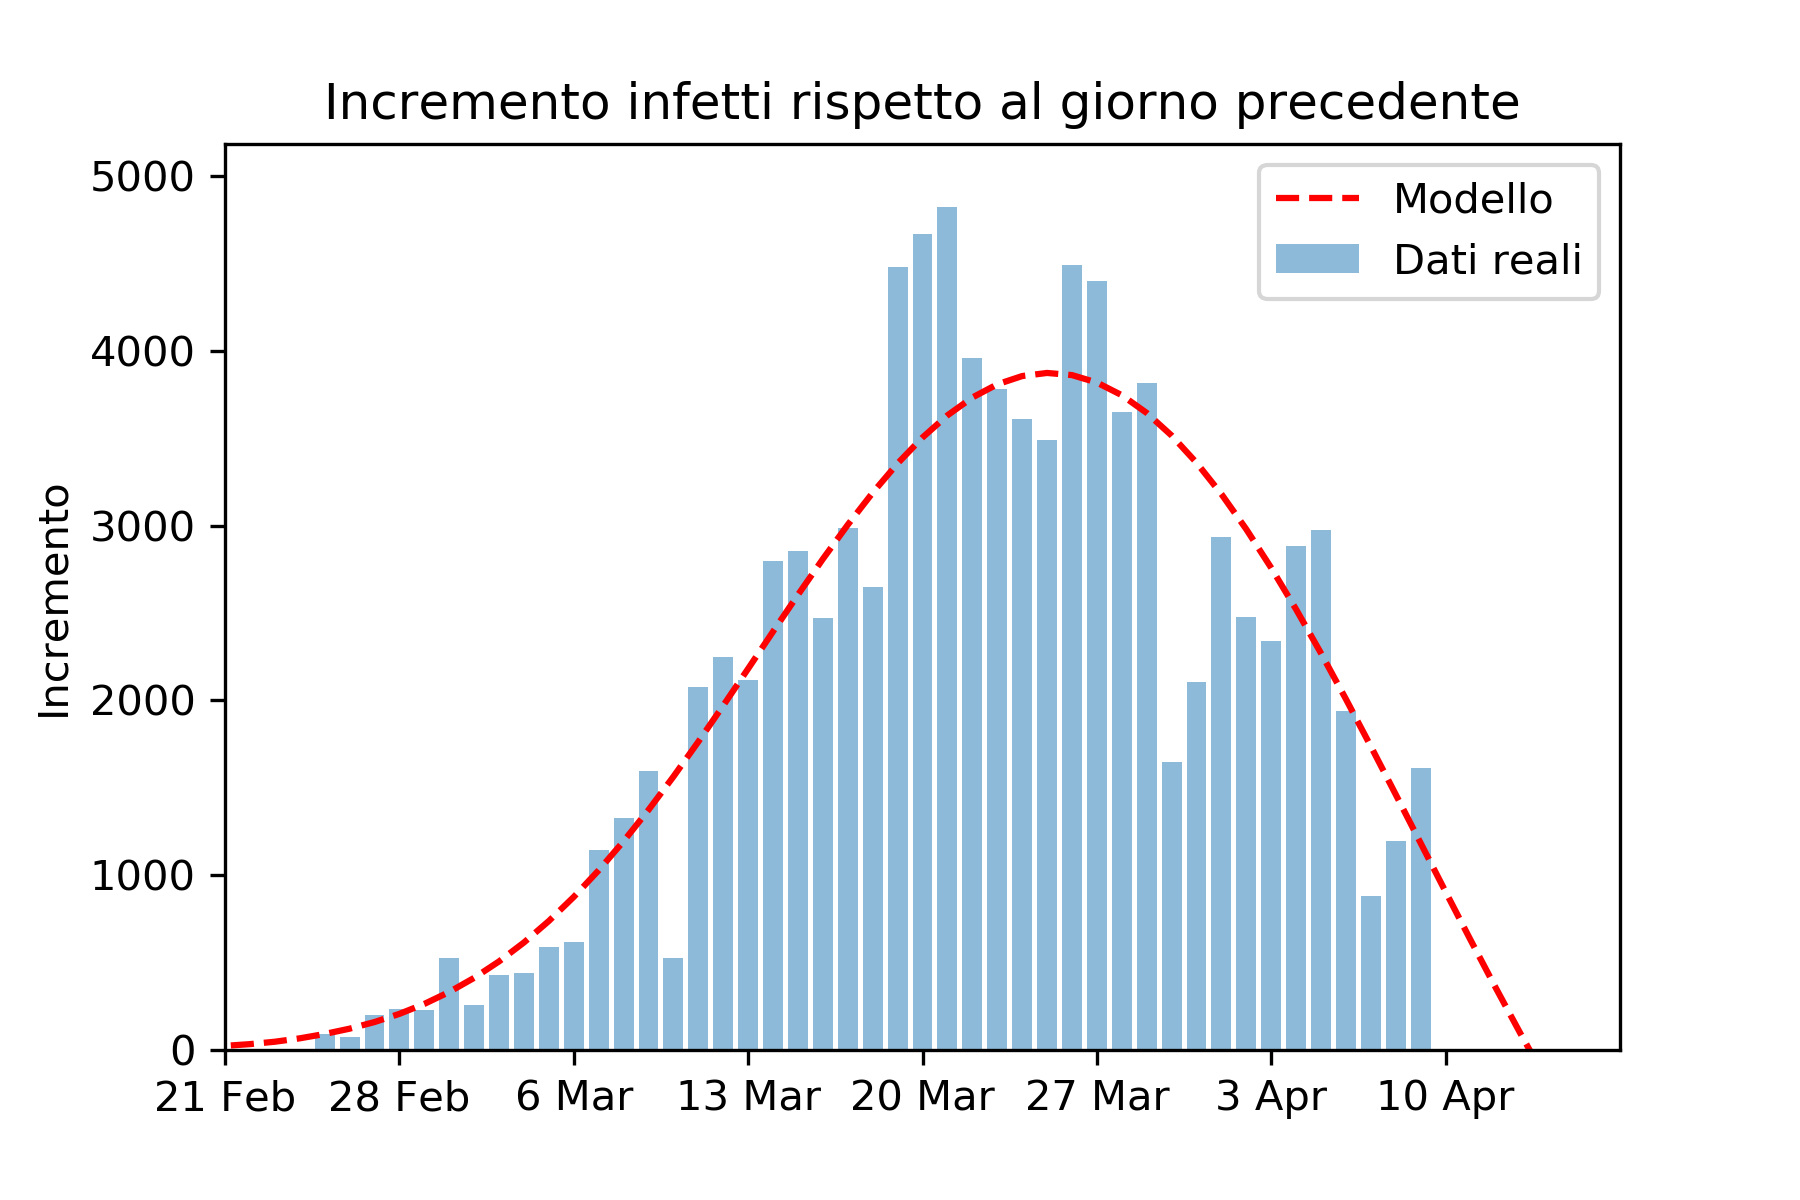 Incremento infetti rispetto al giorno precedente
Modello
Dati reali
Incremento
5000
4000
3000
2000
1000
0
21 Feb 28 Feb 6 Mar 13 Mar 20 Mar 27 Mar 3 Apr 10 Apr